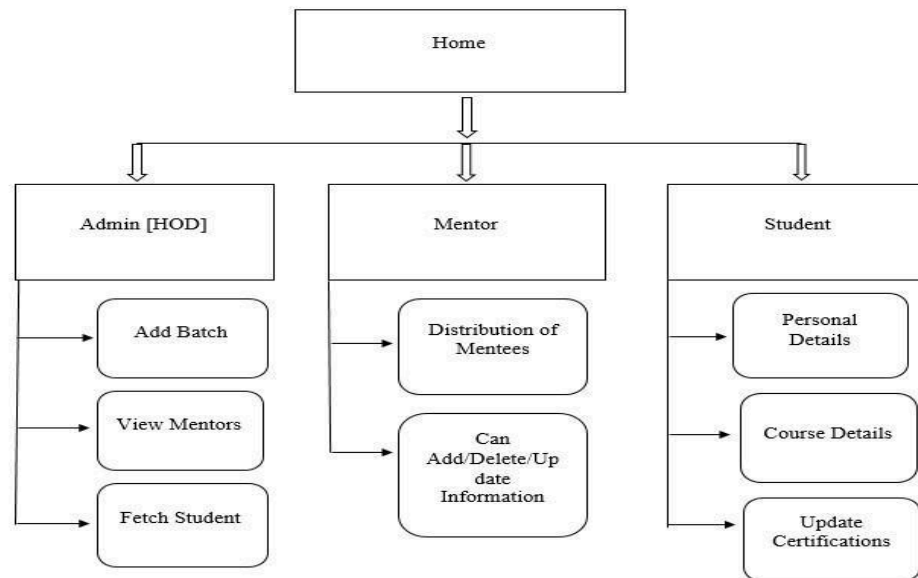 Home
Admin [HOD]
Mentor
Student
Add Batch
View Mentors
Fetch Student
Distribution of
Mentees
Can
Add/Delete/Up
date
Information
Personal
Details
Course Details
Update
Certifications